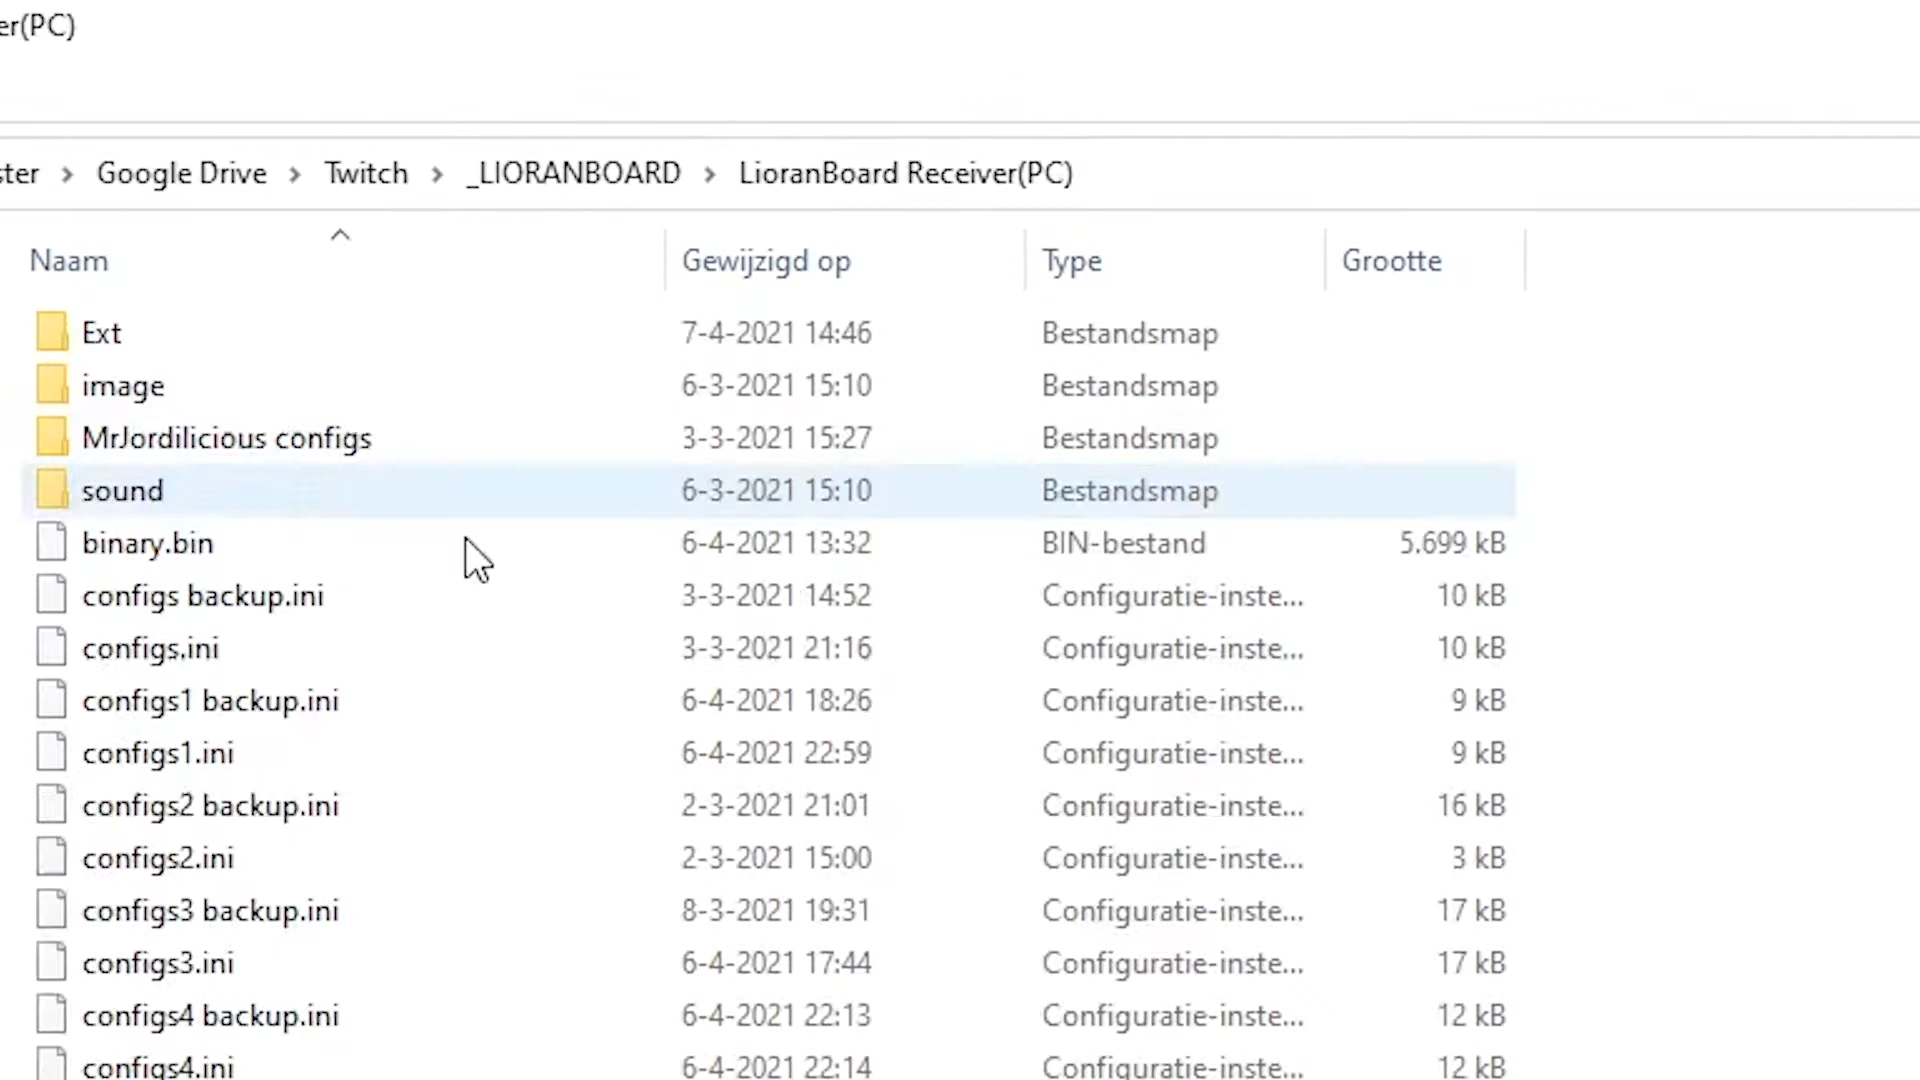 er(PC)
ster > Google Drive > Twitch > _LIORANBOARD > LioranBoard Receiver(PC)
Naam Gewijzigd op Type Grootte
Ext 7-4-2021 14:46 Bestandsmap
image 6-3-2021 15:10 Bestandsmap
MrJordilicious configs 3-3-2021 15:27 Bestandsmap
sound 6-3-2021 15:10 Bestandsmap
binary.bin 6-4-2021 13:32 BIN-bestand 5.699 kB
configs backup.ini 3-3-2021 14:52 Configuratie-inste... 10 kB
configs.ini 3-3-2021 21:16 Configuratie-inste... 10 kB
configs1 backup.ini 6-4-2021 18:26 Configuratie-inste... 9 kB
configs1.ini 6-4-2021 22:59 Configuratie-inste... 9 kB
configs2 backup.ini 2-3-2021 21:01 Configuratie-inste... 16 kB
configs2.ini 2-3-2021 15:00 Configuratie-inste... 3 kB
configs3 backup.ini 8-3-2021 19:31 Configuratie-inste... 17 kB
configs3.ini 6-4-2021 17:44 Configuratie-inste... 17 kB
configs4 backup.ini 6-4-2021 22:13 Configuratie-inste... 12 kB
configs4.ini 6-4-2021 22:14 Configuratie-inste... 12 kB